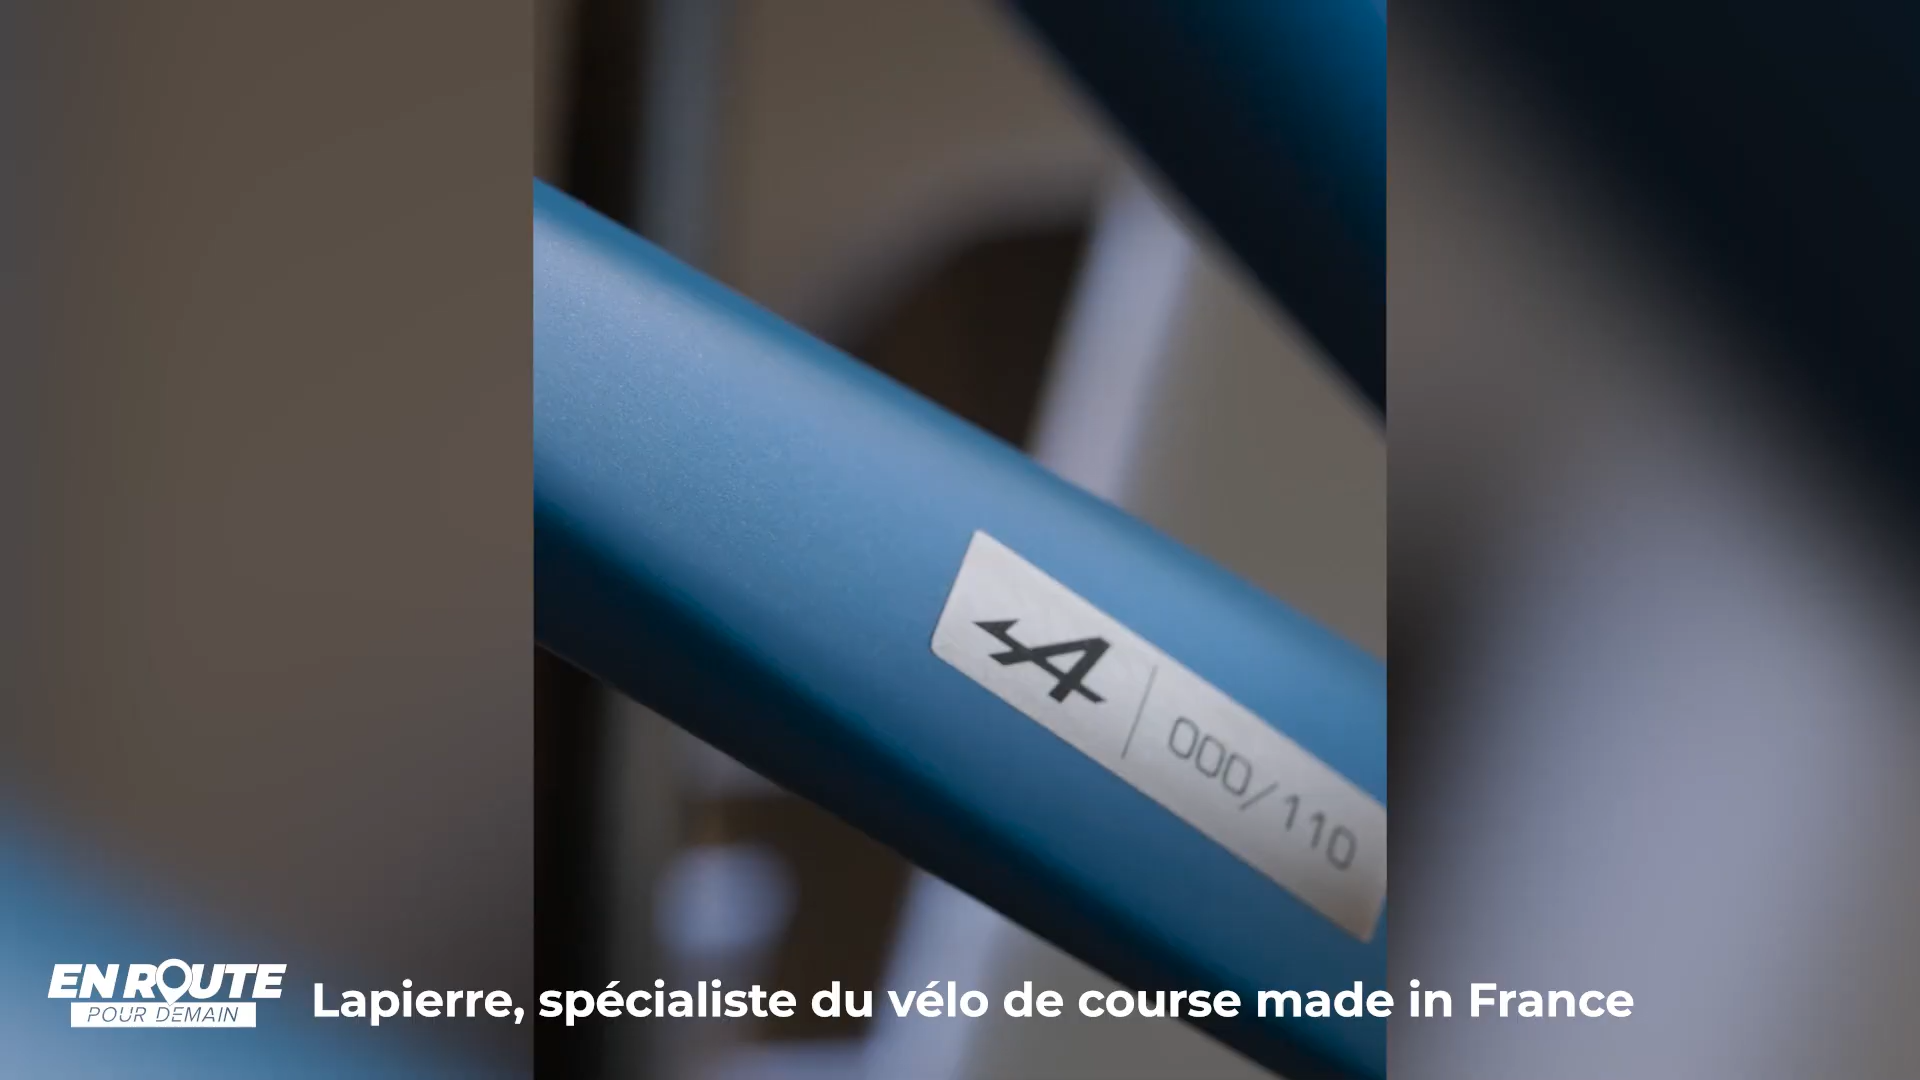 A
000/110
EN ROUTE
POUR DEMAIN
Lapierre, spécialiste du vélo de course made in France